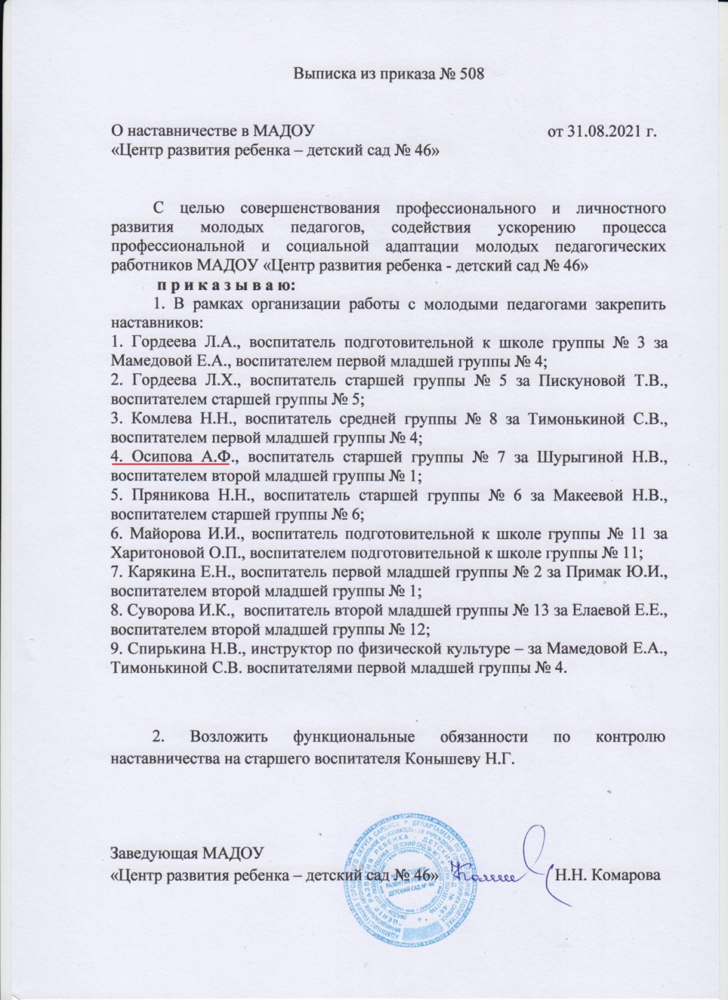 Выписка из приказа № 508
О наставничестве в МАДОУ от 31.08.2021 г.
«Центр развития ребенка – детский сад № 46»
С целью совершенствования профессионального и личностного
развития молодых педагогов, содействия ускорению процесса
профессиональной и социальной адаптации молодых педагогических
работников МАДОУ «Центр развития ребенка - детский сад № 46»
п р и к а з ы в а ю:
1. В рамках организации работы с молодыми педагогами закрепить
наставников:
1. Гордеева Л.А., воспитатель подготовительной к школе группы № 3 за
Мамедовой Е.А., воспитателем первой младшей группы № 4;
2. Гордеева Л.Х., воспитатель старшей группы № 5 за Пискуновой Т.В.,
воспитателем старшей группы № 5;
3. Комлева Н.Н., воспитатель средней группы № 8 за Тимонькиной С.В.,
воспитателем первой младшей группы № 4;
4. Осипова А.Ф., воспитатель старшей группы № 7 за Шурыгиной Н.В.,
воспитателем второй младшей группы № 1;
5. Пряникова Н.Н., воспитатель старшей группы № 6 за Макеевой Н.В.,
воспитателем старшей группы № 6;
6. Майорова И.И., воспитатель подготовительной к школе группы № 11 за
Харитоновой О.П., воспитателем подготовительной к школе группы № 11;
7. Карякина Е.Н., воспитатель первой младшей группы № 2 за Примак Ю.И.,
воспитателем второй младшей группы № 1;
8. Суворова И.К., воспитатель второй младшей группы № 13 за Елаевой Е.Е.,
воспитателем второй младшей группы № 12;
9. Спирькина Н.В., инструктор по физической культуре – за Мамедовой Е.А.,
Тимонькиной С.В. воспитателями первой младшей группы № 4.
2. Возложить функциональные обязанности по контролю
наставничества на старшего воспитателя Конышеву Н.Г.
Заведующая МАДОУ
«Центр развития ребенка – детский сад № 46» Н.Н. Комарова
РАЗВИТИЯ РЕБЕНКА
ДЕТСКИЙ САД № 46